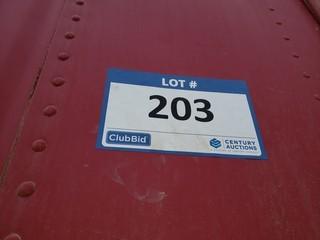 LOT #
203
ClubBid
CENTURY
AUCTIONS